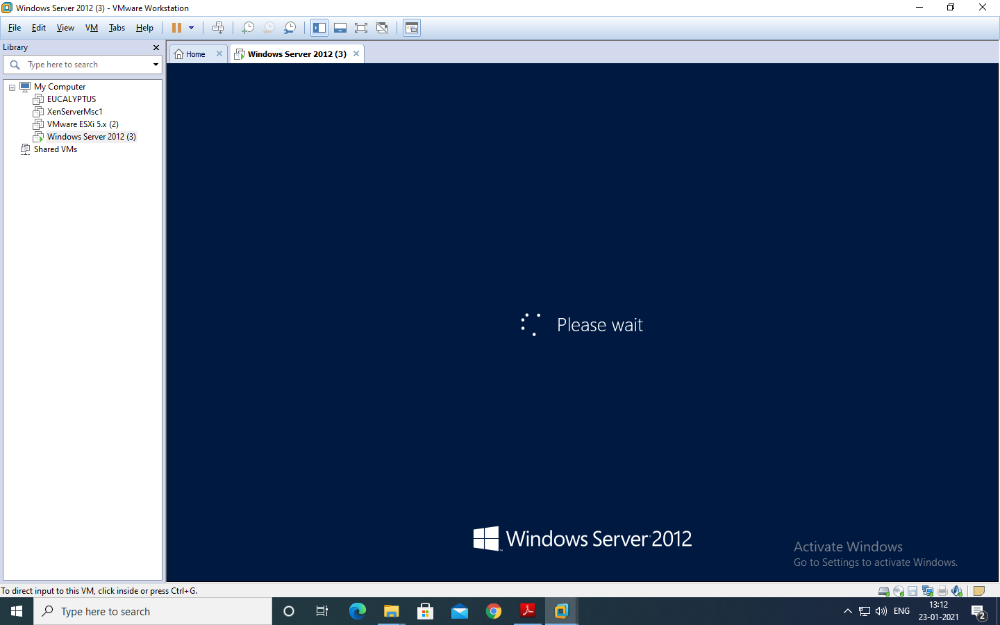 Windows Server 2012 (3) - VMware Workstation
File Edit View VM Tabs Help
Library
Type here to search
My Computer
EUCALYPTUS
XenServerMsc1
VMware ESXi 5.x (2)
Windows Server 2012 (3)
Shared VMs
Home
Windows Server 2012 (3)
Please wait
Windows Server 2012
Activate Windows
Go to Settings to activate Windows.
To direct input to this VM, click inside or press Ctrl+G.
Type here to search
ENG
13:12
23-01-2021
2